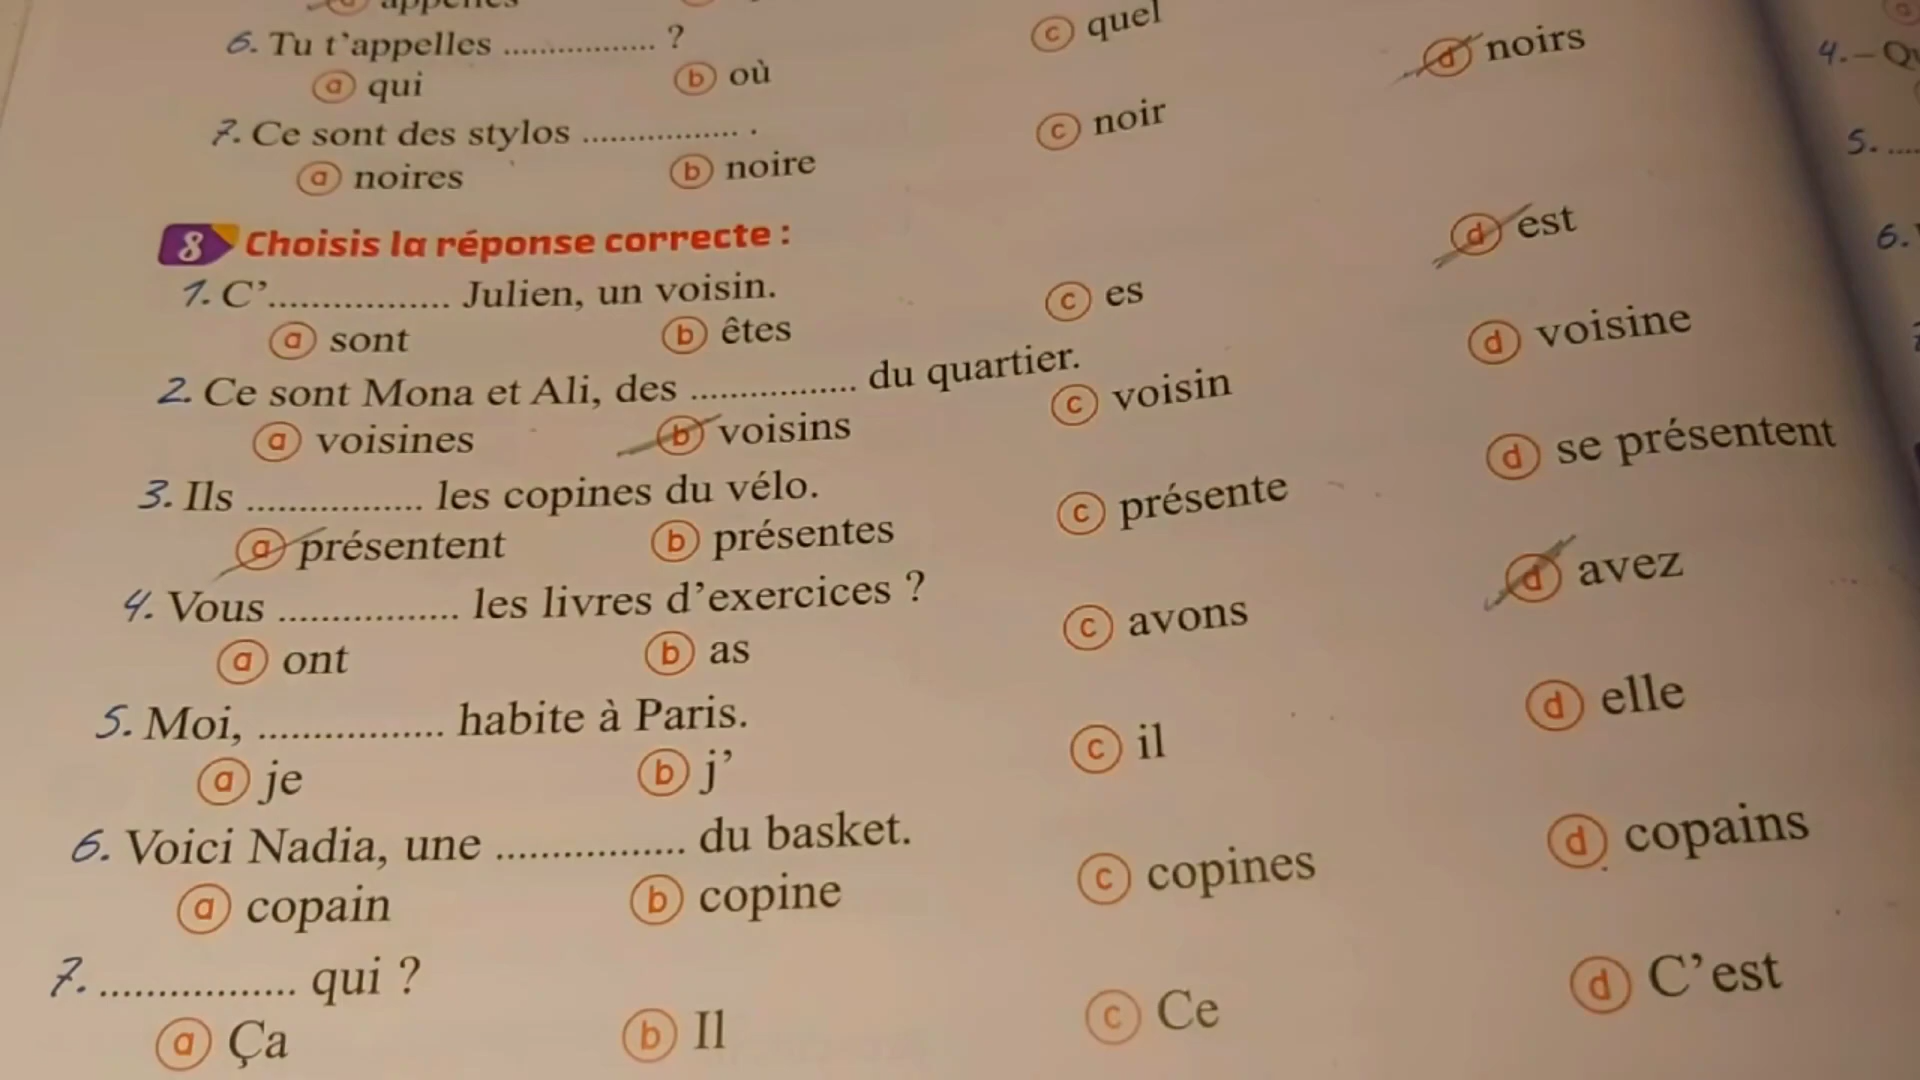 6. Tu t'appelles ................ ?
a qui b où c quel
7. Ce sont des stylos ................ .
a noires b noire c noir d noirs
8 Choisis la réponse correcte :
1. C'................ Julien, un voisin.
a sont b êtes c es d est
2. Ce sont Mona et Ali, des ................ du quartier.
a voisines b voisins c voisin d voisine
3. Ils ................ les copines du vélo.
a présentent b présentes c présente d se présentent
4. Vous ................ les livres d'exercices ?
a ont b as c avons d avez
5. Moi, ................ habite à Paris.
a je b j' c il d elle
6. Voici Nadia, une ................ du basket.
a copain b copine c copines d copains
7. ................ qui ?
a Ça b Il c Ce d C'est
4. –
5. ....
6.